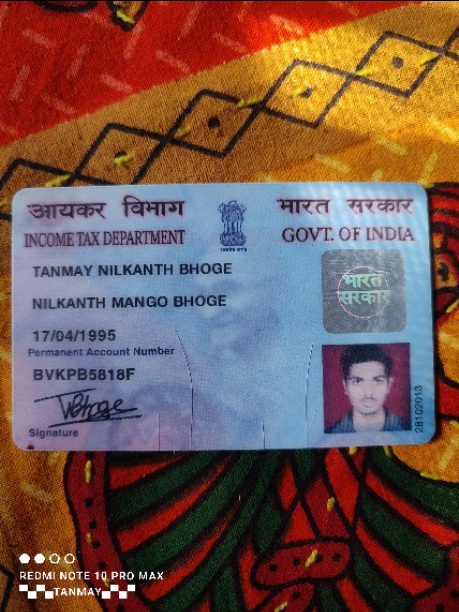 आयकर विभाग
INCOME TAX DEPARTMENT
भारत सरकार
GOVT. OF INDIA
TANMAY NILKANTH BHOGE
NILKANTH MANGO BHOGE
17/04/1995
Permanent Account Number
BVKPB5818F
TBhoge
Signature
भारत
सरकार
28102013
REDMI NOTE 10 PRO MAX
TANMAY